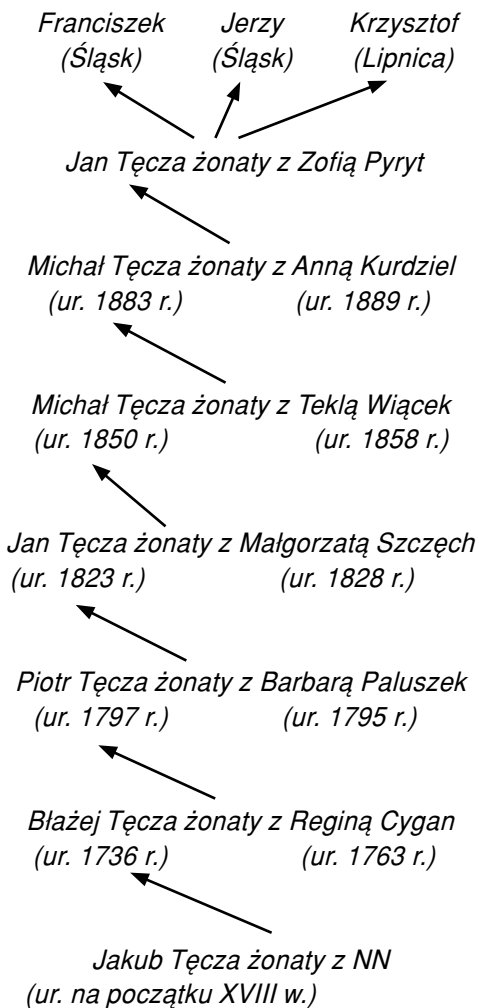 Franciszek Jerzy Krzysztof
(Śląsk) (Śląsk) (Lipnica)
Jan Tęcza żonaty z Zofią Pyryt
Michał Tęcza żonaty z Anną Kurdziel
(ur. 1883 r.) (ur. 1889 r.)
Michał Tęcza żonaty z Teklą Wiącek
(ur. 1850 r.) (ur. 1858 r.)
Jan Tęcza żonaty z Małgorzatą Szczęch
(ur. 1823 r.) (ur. 1828 r.)
Piotr Tęcza żonaty z Barbarą Paluszek
(ur. 1797 r.) (ur. 1795 r.)
Błażej Tęcza żonaty z Reginą Cygan
(ur. 1736 r.) (ur. 1763 r.)
Jakub Tęcza żonaty z NN
(ur. na początku XVIII w.)